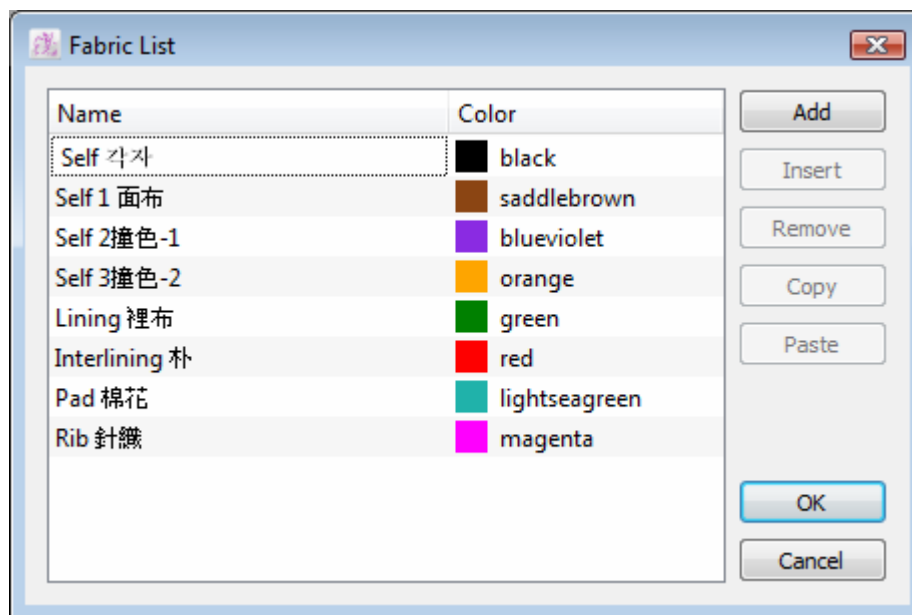 Fabric List
Name Color
Add
Self 각자 black
Insert
Self 1 面布 saddlebrown
Self 2撞色-1 blueviolet
Remove
Self 3撞色-2 orange
Copy
Lining 裡布 green
Interlining 朴 red
Paste
Pad 棉花 lightseagreen
Rib 針織 magenta
OK
Cancel